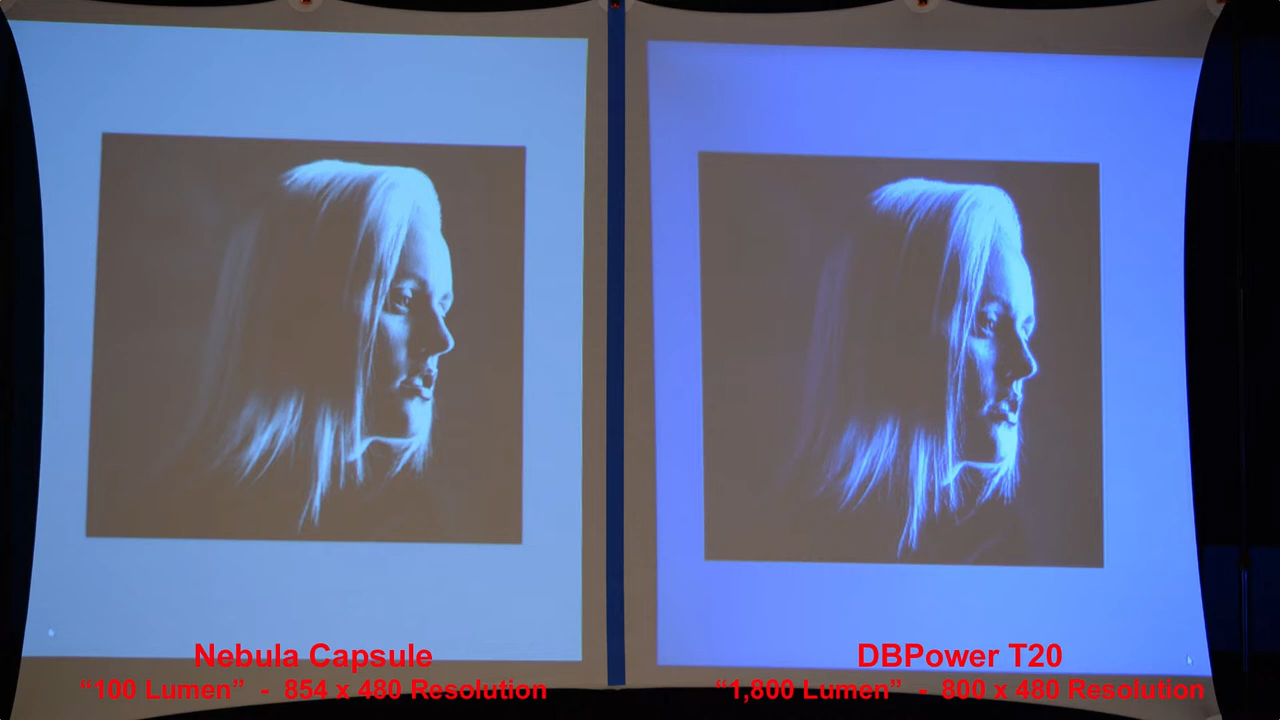 Nebula Capsule
“100 Lumen” - 854 x 480 Resolution
DBPower T20
“1,800 Lumen” - 800 x 480 Resolution